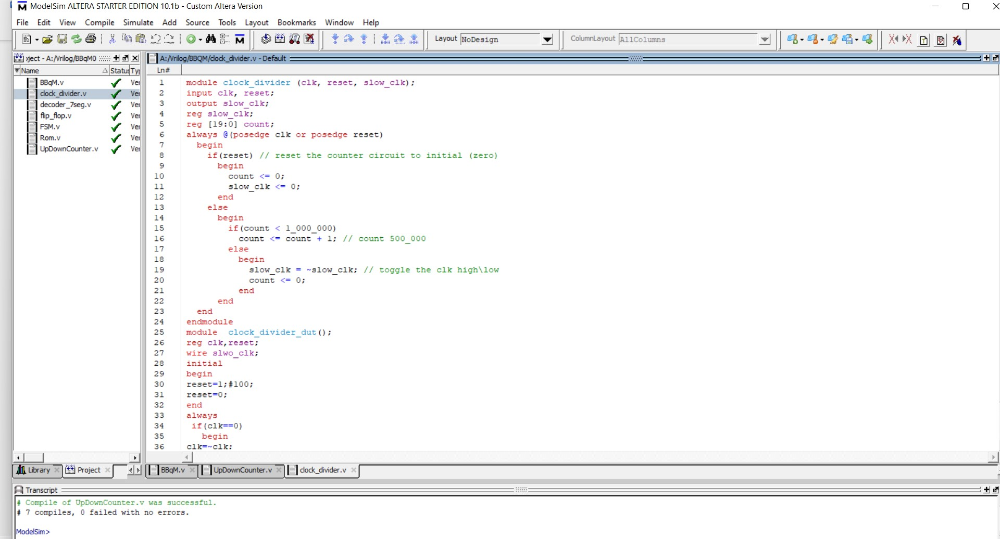 ModelSim ALTERA STARTER EDITION 10.1b - Custom Altera Version
File Edit View Compile Simulate Add Source Tools Layout Bookmarks Window Help
Layout NoDesign ColumnLayout AllColumns
oject - A:/Vrilog/BBqM0
A:/Vrilog/BBQM/clock_divider.v - Default
Name Status Ty
Ln#
BBqM.v Ver
clock_divider.v Ver
decoder_7seg.v Ver
flip_flop.v Ver
FSM.v Ver
Rom.v Ver
UpDownCounter.v Ver
1 module clock_divider (clk, reset, slow_clk);
2 input clk, reset;
3 output slow_clk;
4 reg slow_clk;
5 reg [19:0] count;
6 always @(posedge clk or posedge reset)
7 begin
8 if(reset) // reset the counter circuit to initial (zero)
9 begin
10 count <= 0;
11 slow_clk <= 0;
12 end
13 else
14 begin
15 if(count < 1_000_000)
16 count <= count + 1; // count 500_000
17 else
18 begin
19 slow_clk = ~slow_clk; // toggle the clk high\low
20 count <= 0;
21 end
22 end
23 end
24 endmodule
25 module clock_divider_dut();
26 reg clk,reset;
27 wire slwo_clk;
28 initial
29 begin
30 reset=1;#100;
31 reset=0;
32 end
33 always
34 if(clk==0)
35 begin
36 clk=~clk;
Library Project
BBqM.v UpDownCounter.v clock_divider.v
Transcript
# Compile of UpDownCounter.v was successful.
# 7 compiles, 0 failed with no errors.
ModelSim>